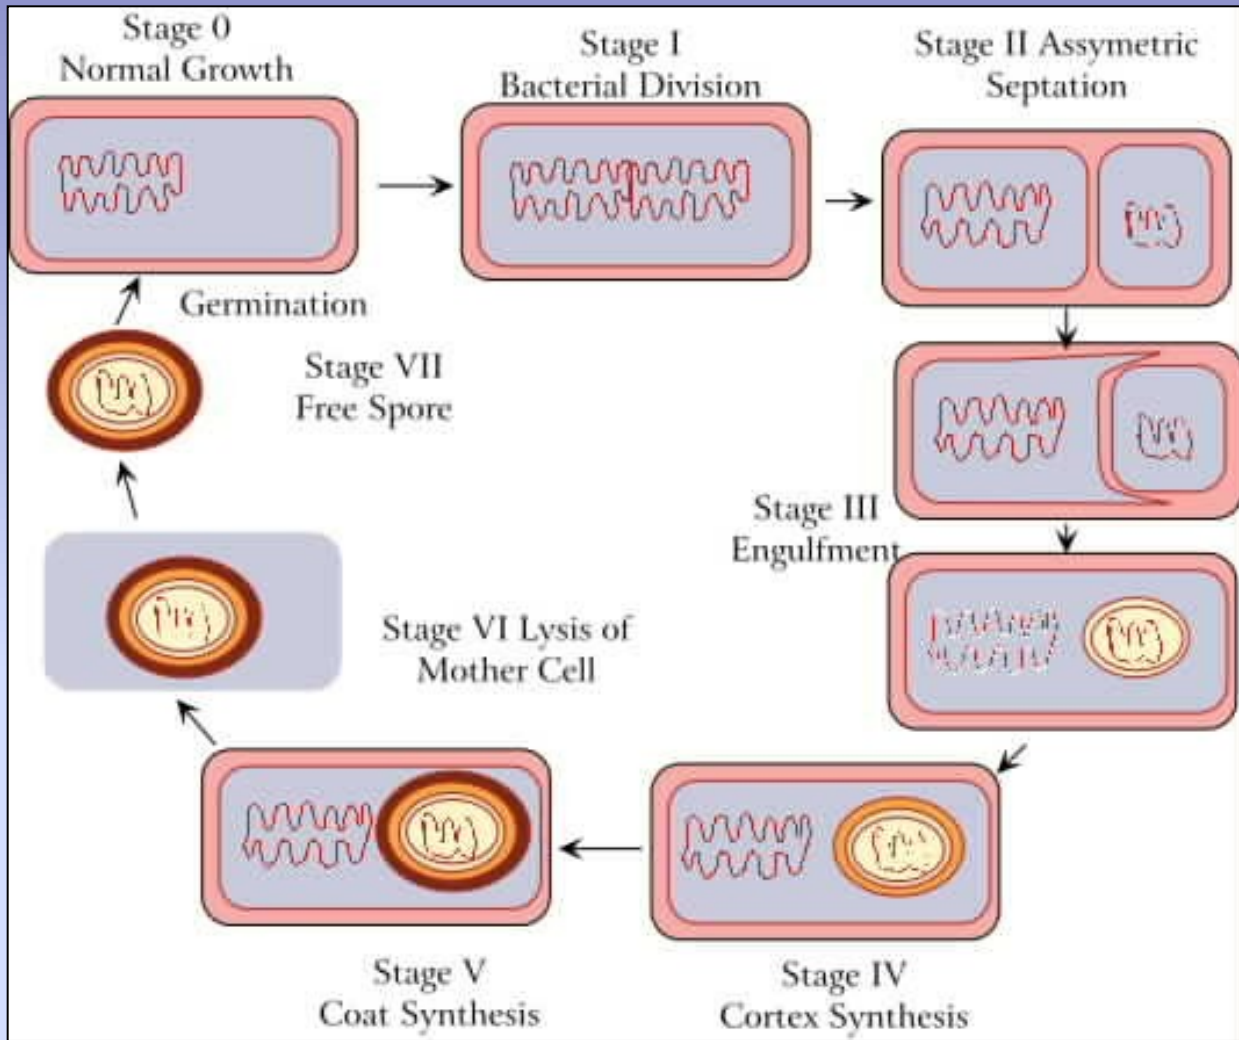 Stage 0
Normal Growth
Stage I
Bacterial Division
Stage II Assymetric
Septation
Germination
Stage VII
Free Spore
Stage III
Engulfment
Stage VI Lysis of
Mother Cell
Stage V
Coat Synthesis
Stage IV
Cortex Synthesis